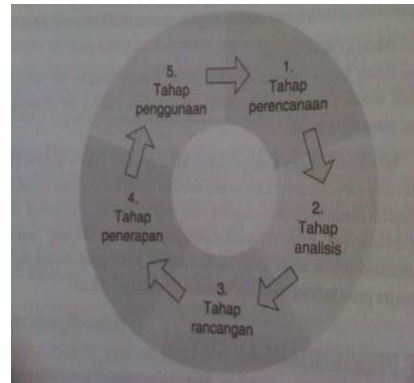 1.
Tahap
perencanaan
2.
Tahap
analisis
3.
Tahap
rancangan
4.
Tahap
penerapan
5.
Tahap
penggunaan